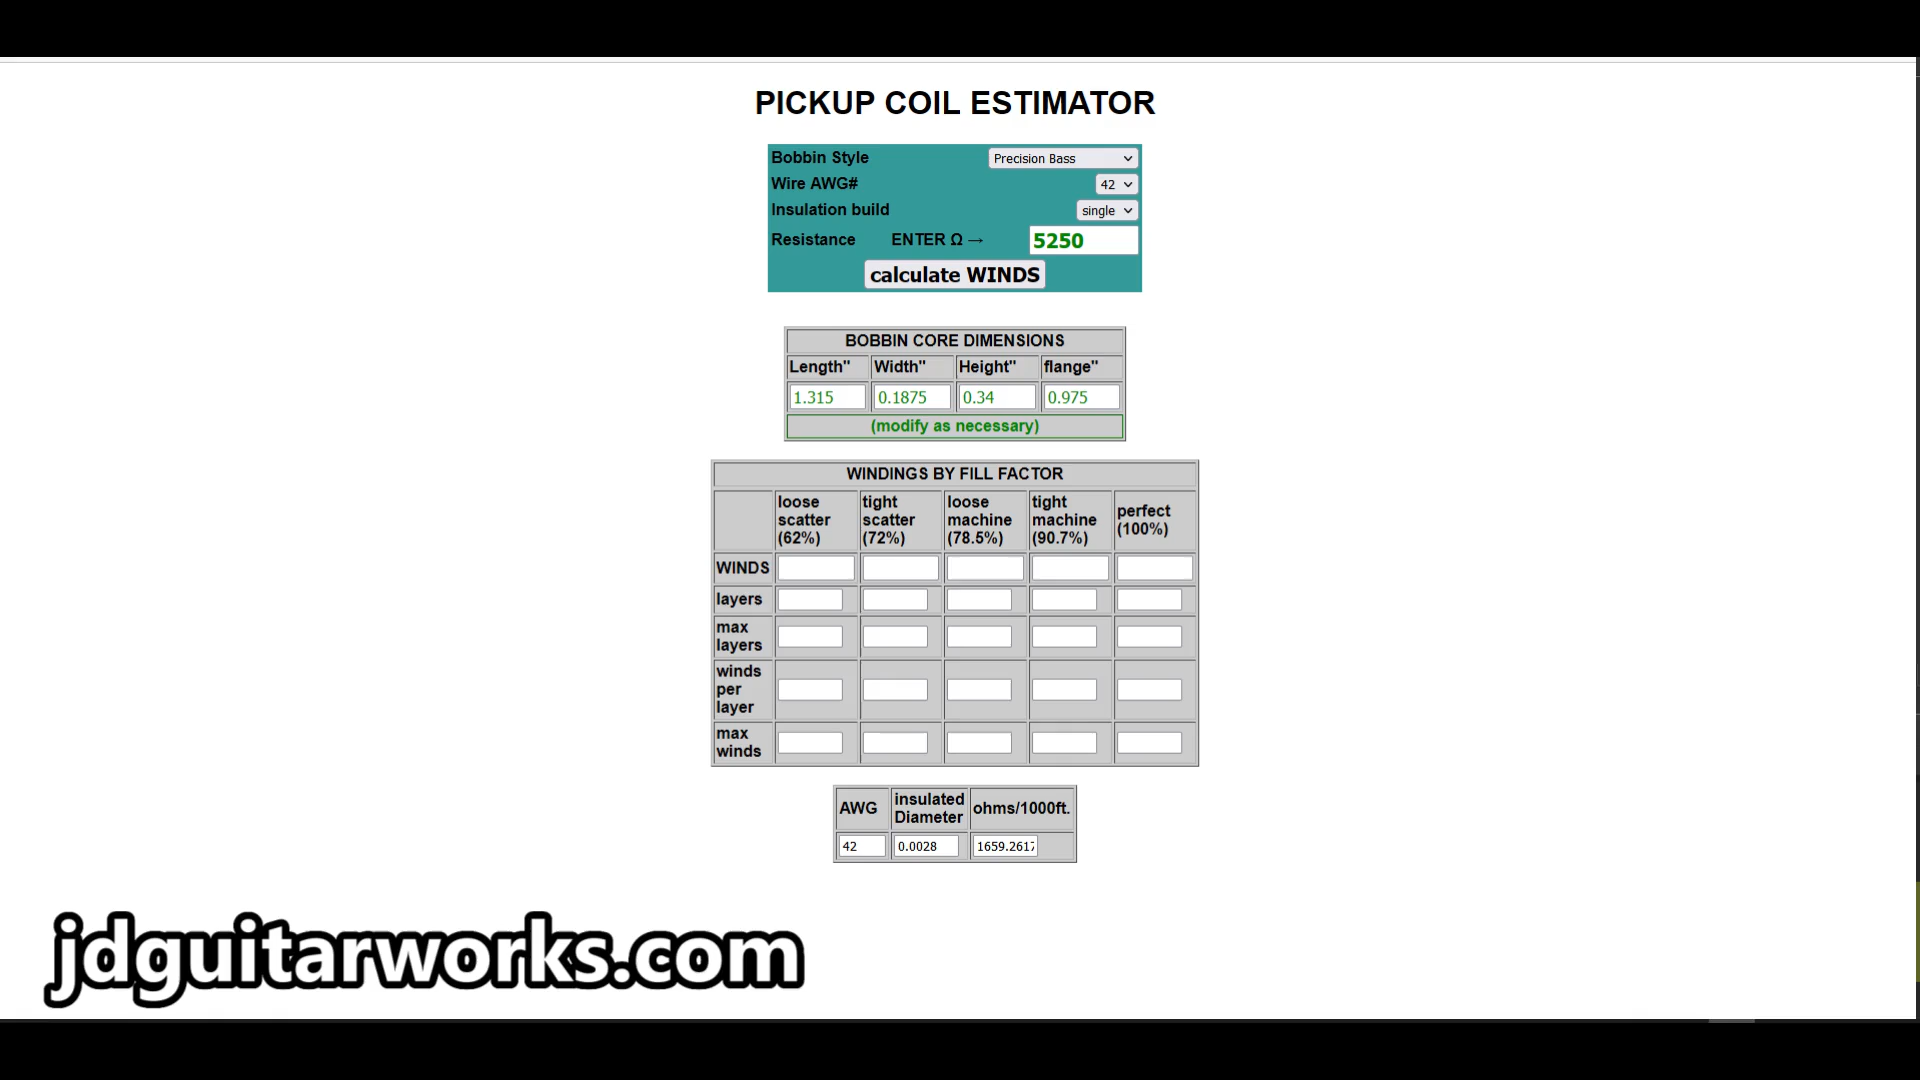 PICKUP COIL ESTIMATOR
Bobbin Style Precision Bass
Wire AWG# 42
Insulation build single
Resistance ENTER Ω → 5250
calculate WINDS
BOBBIN CORE DIMENSIONS
Length" Width" Height" flange"
1.315 0.1875 0.34 0.975
(modify as necessary)
WINDINGS BY FILL FACTOR
loose scatter (62%) tight scatter (72%) loose machine (78.5%) tight machine (90.7%) perfect (100%)
WINDS
layers
max layers
winds per layer
max winds
AWG insulated Diameter ohms/1000ft.
42 0.0028 1659.2617
jdguitarworks.com